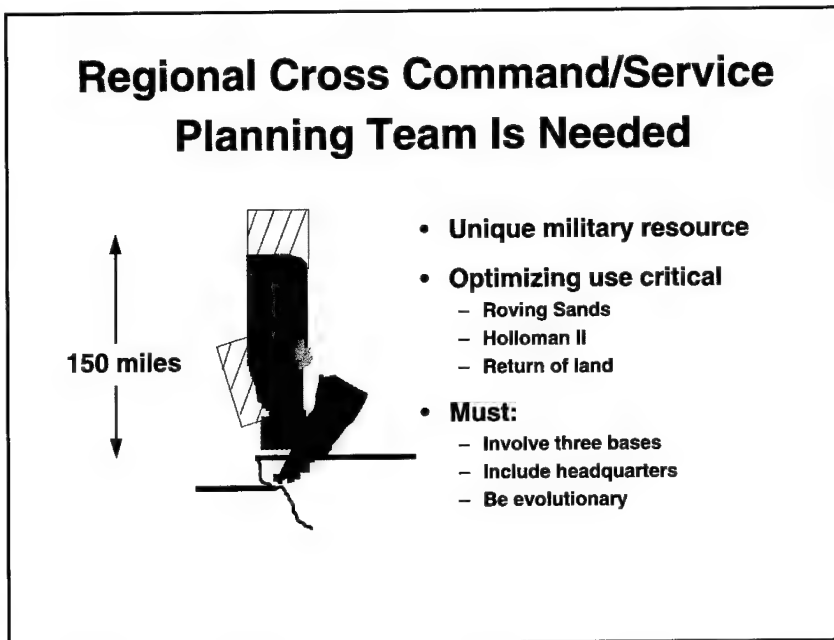 Regional Cross Command/Service
Planning Team Is Needed
150 miles
• Unique military resource
• Optimizing use critical
– Roving Sands
– Holloman II
– Return of land
• Must:
– Involve three bases
– Include headquarters
– Be evolutionary